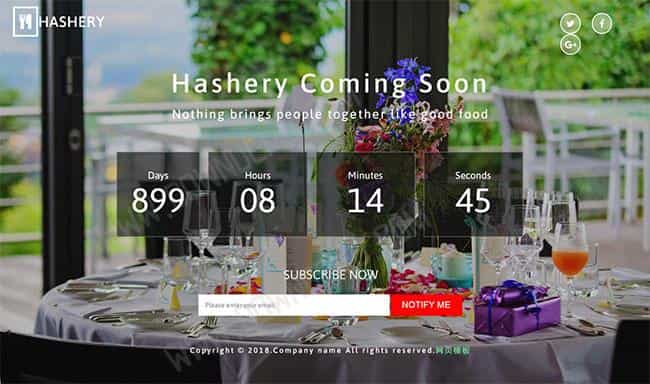 HASHERY
Hashery Coming Soon
Nothing brings people together like good food
Days Hours Minutes Seconds
899 08 14 45
SUBSCRIBE NOW
Please enter your email NOTIFY ME
Copyright © 2018.Company name All rights reserved.网页模板